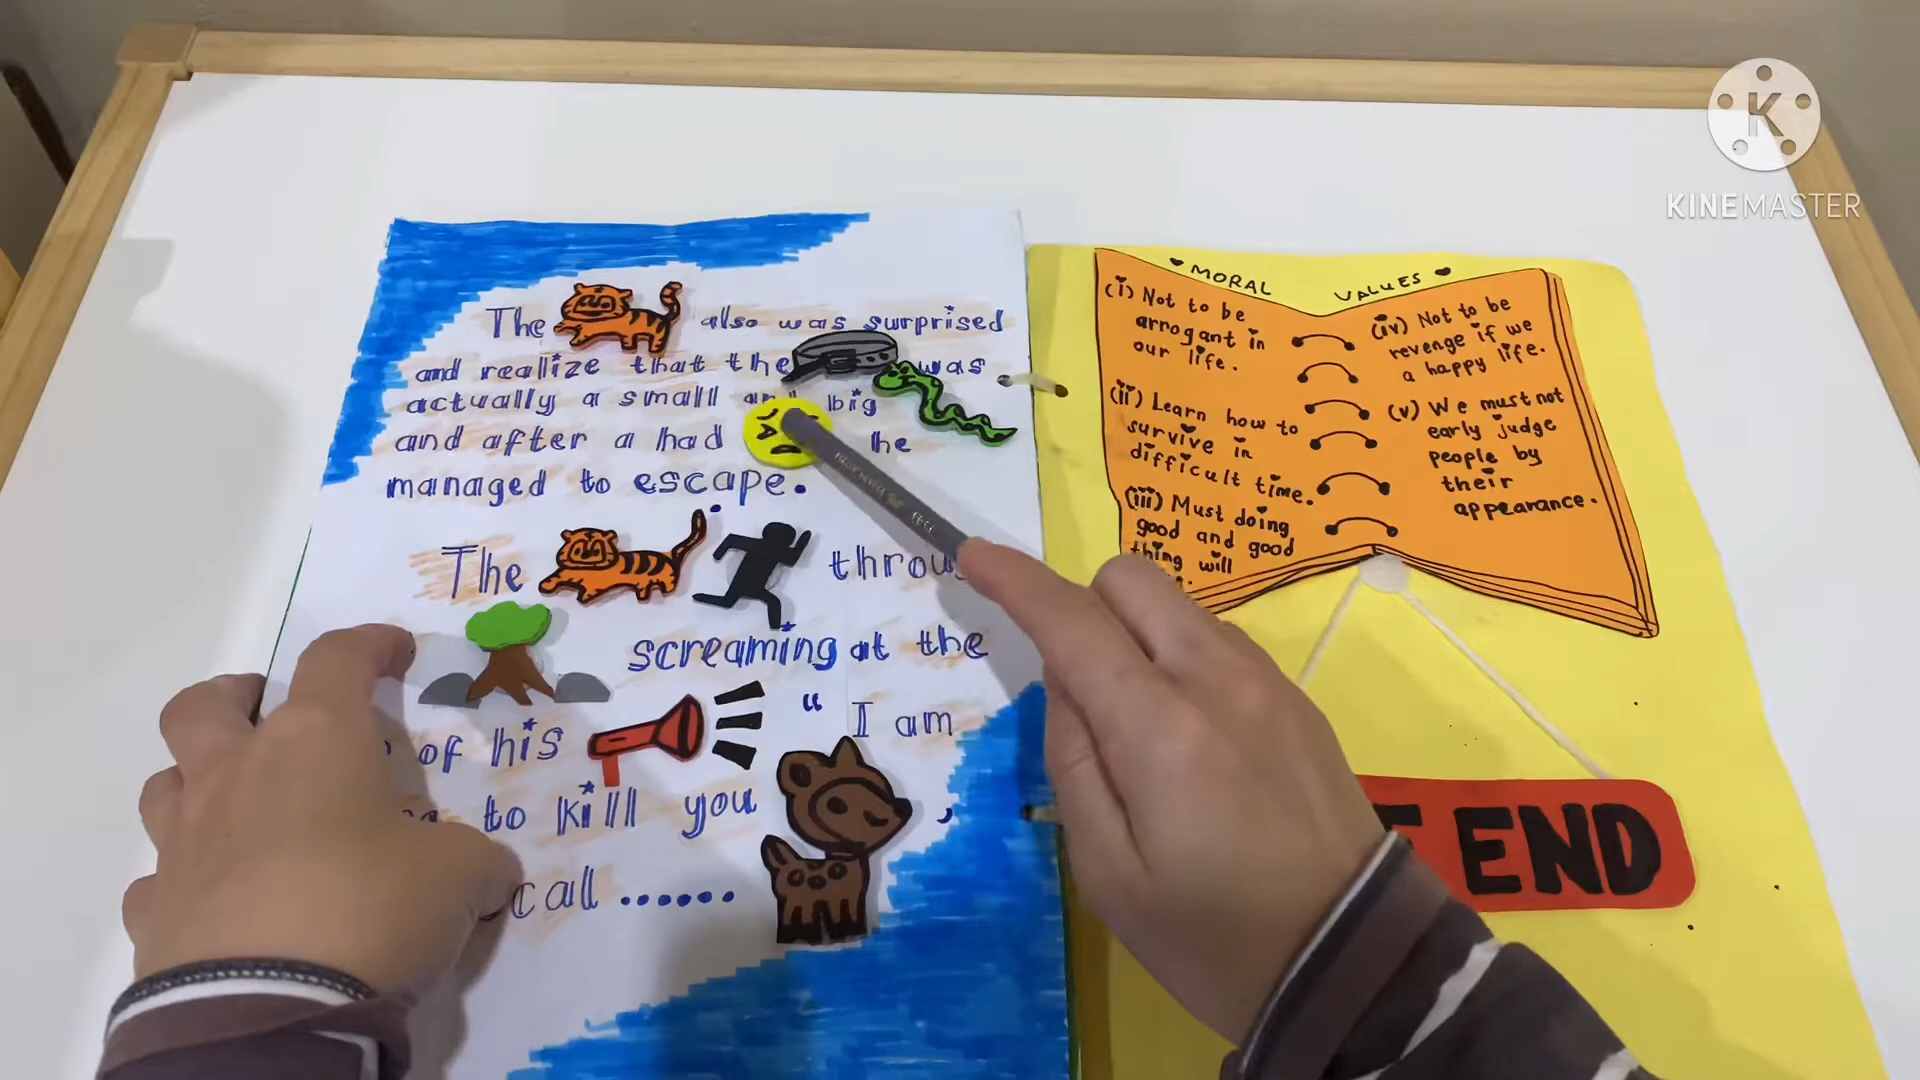 The also was surprised
and realize that the was
actually a small and big
and after a had he
managed to escape.
The
screaming at the
of his " I am
to kill you ,
call ......
MORAL VALUES
(i) Not to be
arrogant in
our life.
(ii) Learn how to
survive in
difficult time.
(iii) Must doing
good and good
thing will
(iv) Not to be
revenge if we
a happy life.
(v) We must not
early judge
people by
their
appearance.
END
K
KINEMASTER